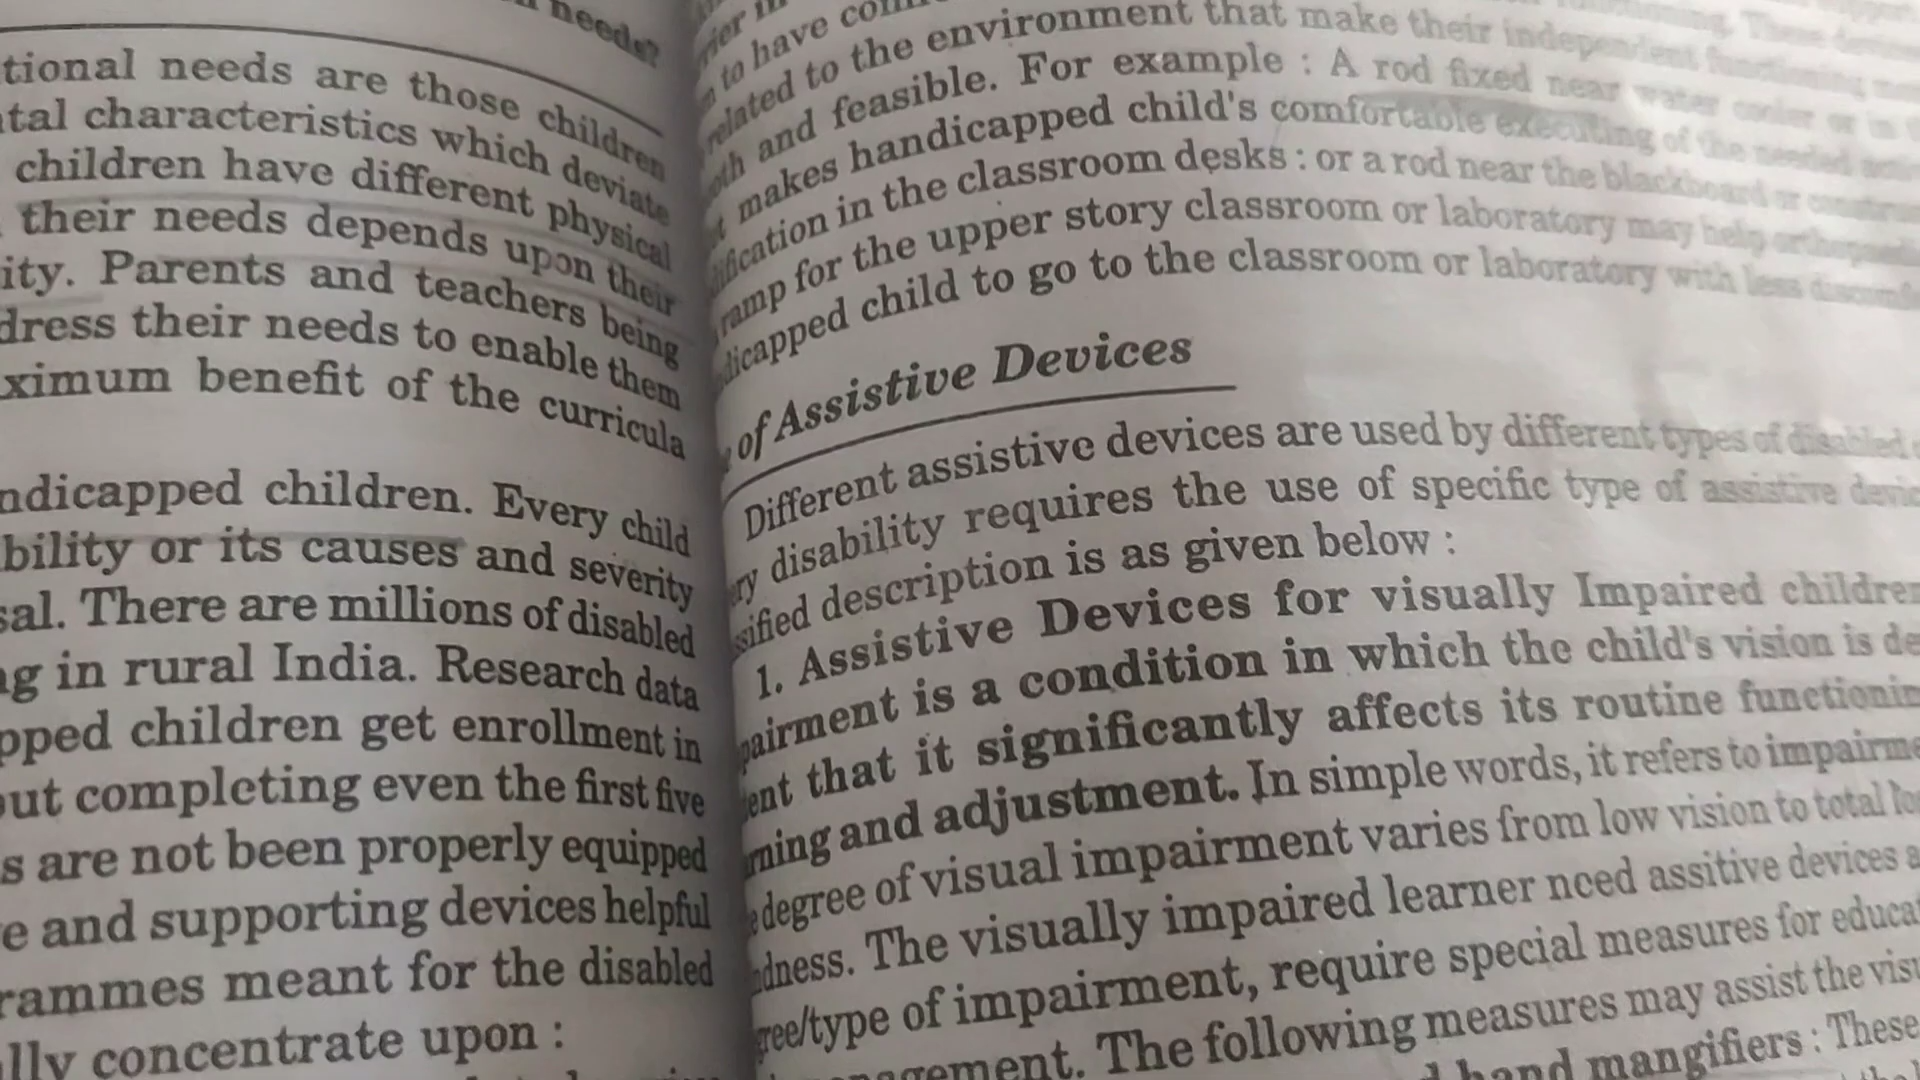 needs?
tional needs are those children
tal characteristics which deviate
children have different physical
their needs depends upon their
ity. Parents and teachers being
dress their needs to enable them
ximum benefit of the curricula
ndicapped children. Every child
bility or its causes and severity
sal. There are millions of disabled
ng in rural India. Research data
pped children get enrollment in
out completing even the first five
s are not been properly equipped
e and supporting devices helpful
rammes meant for the disabled
lly concentrate upon :
to have
related to the environment that make their independent functioning
and feasible. For example : A rod fixed near water cooler or in
makes handicapped child's comfortable executing of the needed
ification in the classroom desks : or a rod near the blackboard or
ramp for the upper story classroom or laboratory may help
dicapped child to go to the classroom or laboratory with less
of Assistive Devices
Different assistive devices are used by different types of disabled
ry disability requires the use of specific type of assistive devic
sified description is as given below :
1. Assistive Devices for visually Impaired children
pairment is a condition in which the child's vision is de
ent that it significantly affects its routine functionin
rning and adjustment. In simple words, it refers to impairme
degree of visual impairment varies from low vision to total
dness. The visually impaired learner need assitive devices a
ree/type of impairment, require special measures for educat
nagement. The following measures may assist the visu
hand mangifiers : These